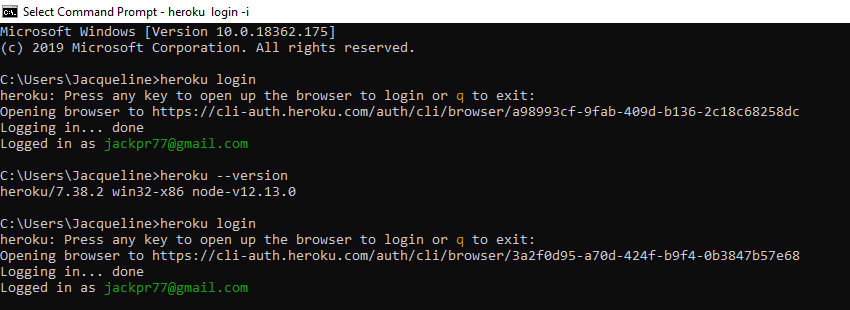 Select Command Prompt - heroku  login -i
Microsoft Windows [Version 10.0.18362.175]
(c) 2019 Microsoft Corporation. All rights reserved.
C:\Users\Jacqueline>heroku login
heroku: Press any key to open up the browser to login or q to exit:
Opening browser to https://cli-auth.heroku.com/auth/cli/browser/a98993cf-9fab-409d-b136-2c18c68258dc
Logging in... done
Logged in as jackpr77@gmail.com
C:\Users\Jacqueline>heroku --version
heroku/7.38.2 win32-x86 node-v12.13.0
C:\Users\Jacqueline>heroku login
heroku: Press any key to open up the browser to login or q to exit:
Opening browser to https://cli-auth.heroku.com/auth/cli/browser/3a2f0d95-a70d-424f-b9f4-0b3847b57e68
Logging in... done
Logged in as jackpr77@gmail.com